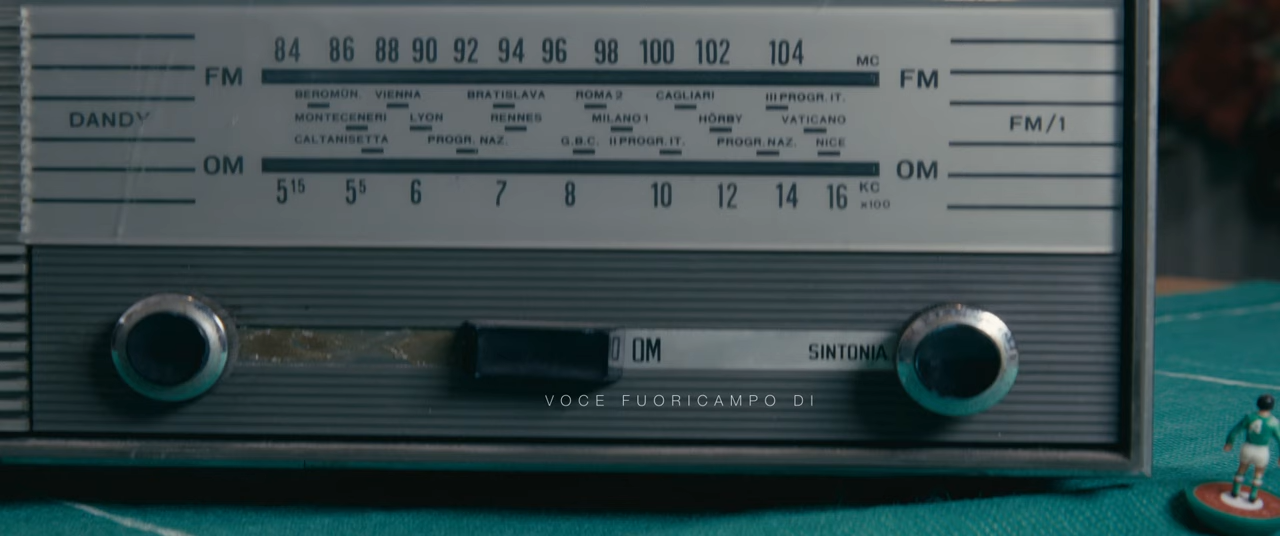 84 86 88 90 92 94 96 98 100 102 104 MC
FM FM
BEROMÜN. VIENNA BRATISLAVA ROMA 2 CAGLIARI III PROGR. IT.
DANDY MONTECENERI LYON RENNES MILANO 1 HÖRBY VATICANO FM/1
CALTANISETTA PROGR. NAZ. G.B.C. II PROGR. IT. PROGR. NAZ. NICE
OM OM
5¹⁵ 5⁵ 6 7 8 10 12 14 16 KC
x100
OM SINTONIA
VOCE FUORICAMPO DI
4